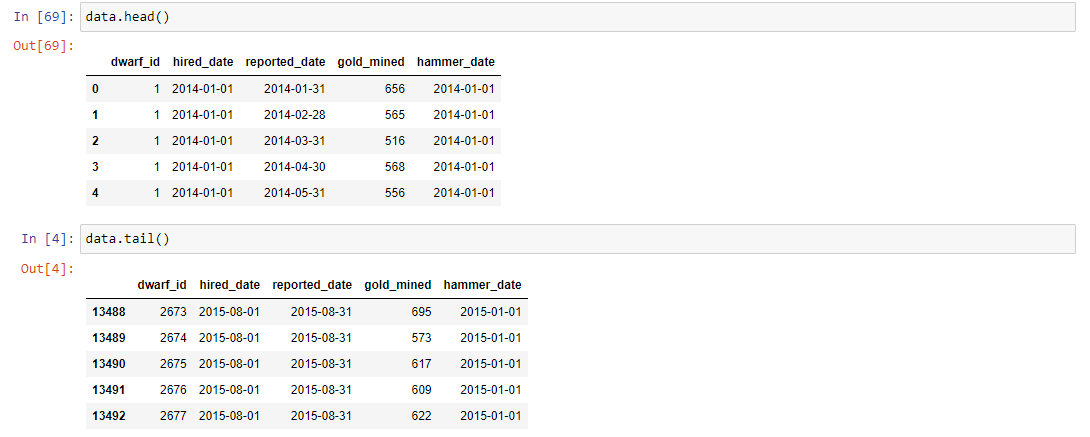 In [69]: data.head()
Out[69]:
dwarf_id hired_date reported_date gold_mined hammer_date
0 1 2014-01-01 2014-01-31 656 2014-01-01
1 1 2014-01-01 2014-02-28 565 2014-01-01
2 1 2014-01-01 2014-03-31 516 2014-01-01
3 1 2014-01-01 2014-04-30 568 2014-01-01
4 1 2014-01-01 2014-05-31 556 2014-01-01
In [4]: data.tail()
Out[4]:
dwarf_id hired_date reported_date gold_mined hammer_date
13488 2673 2015-08-01 2015-08-31 695 2015-01-01
13489 2674 2015-08-01 2015-08-31 573 2015-01-01
13490 2675 2015-08-01 2015-08-31 617 2015-01-01
13491 2676 2015-08-01 2015-08-31 609 2015-01-01
13492 2677 2015-08-01 2015-08-31 622 2015-01-01